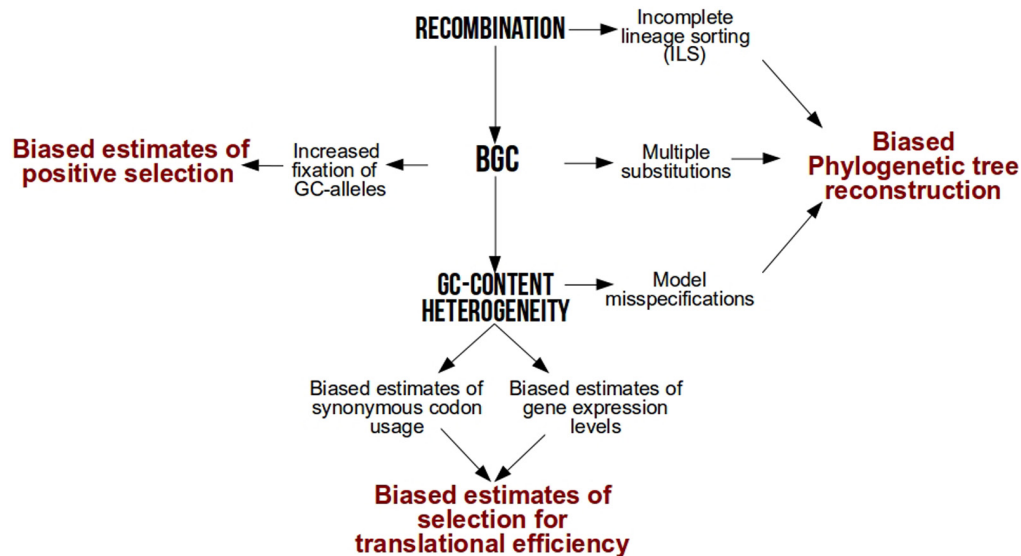 RECOMBINATION
Incomplete
lineage sorting
(ILS)
Biased estimates of
positive selection
Increased
fixation of
GC-alleles
BGC
Multiple
substitutions
Biased
Phylogenetic tree
reconstruction
GC-CONTENT
HETEROGENEITY
Model
misspecifications
Biased estimates of
synonymous codon
usage
Biased estimates of
gene expression
levels
Biased estimates of
selection for
translational efficiency